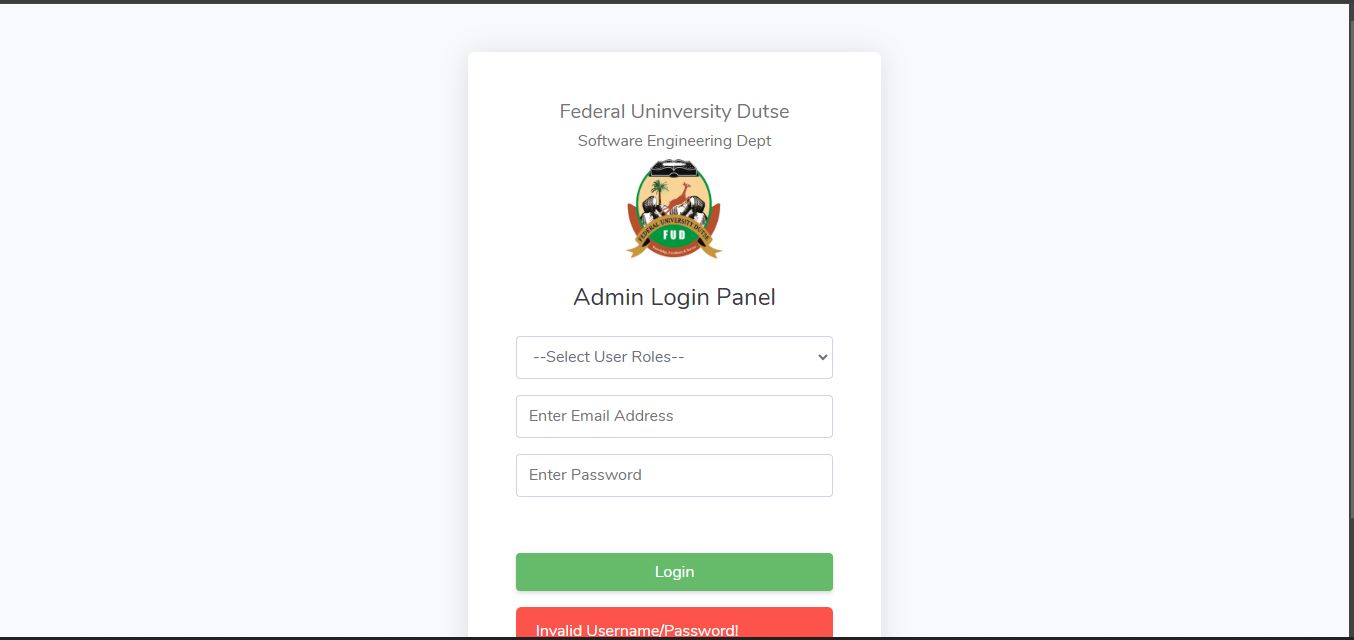 Federal Uninversity Dutse
Software Engineering Dept
FEDERAL UNIVERSITY DUTSE
FUD
Admin Login Panel
--Select User Roles--
Enter Email Address
Enter Password
Login
Invalid Username/Password!